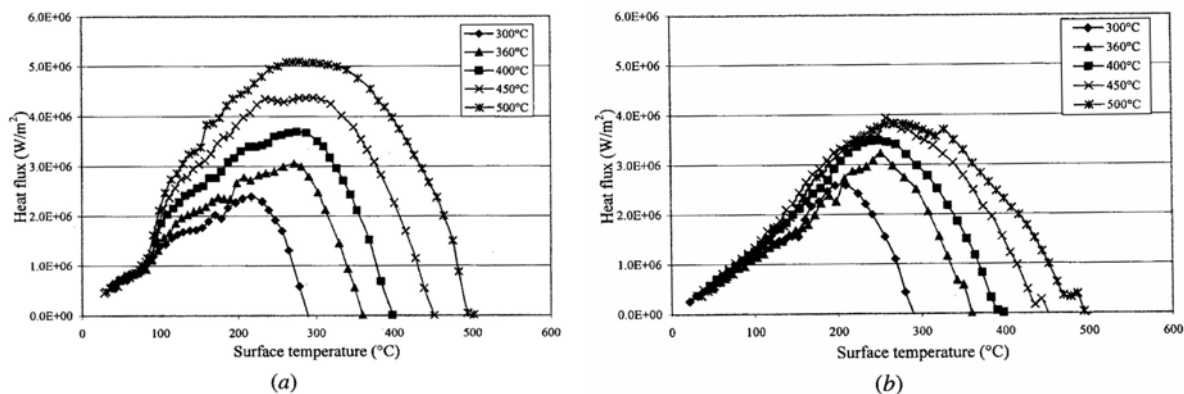 6.0E+06
5.0E+06
4.0E+06
3.0E+06
2.0E+06
1.0E+06
0.0E+00
Heat flux (W/m²)
300°C
360°C
400°C
450°C
500°C
0 100 200 300 400 500 600
Surface temperature (°C)
(a)
6.0E+06
5.0E+06
4.0E+06
3.0E+06
2.0E+06
1.0E+06
0.0E+00
Heat flux (W/m²)
300°C
360°C
400°C
450°C
500°C
0 100 200 300 400 500 600
Surface temperature (°C)
(b)